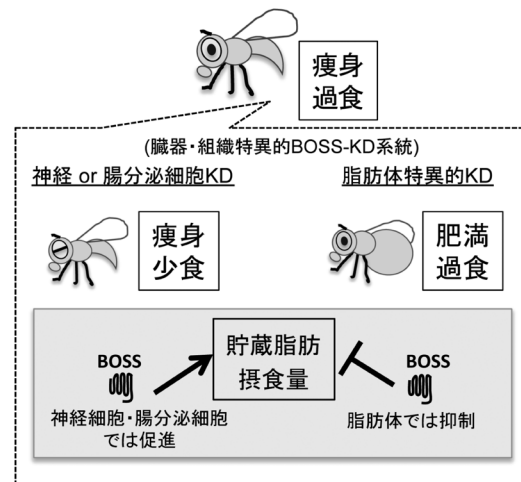 痩身
過食
(臓器・組織特異的BOSS-KD系統)
神経 or 腸分泌細胞KD
脂肪体特異的KD
痩身
少食
肥満
過食
貯蔵脂肪
摂食量
BOSS
神経細胞・腸分泌細胞
では促進
BOSS
脂肪体では抑制